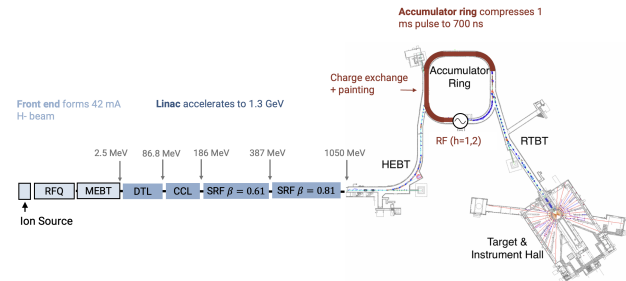 Accumulator ring compresses 1
ms pulse to 700 ns
Accumulator
Ring
Charge exchange
+ painting
Front end forms 42 mA
H- beam
Linac accelerates to 1.3 GeV
RF (h=1,2)
RTBT
2.5 MeV
86.8 MeV
186 MeV
387 MeV
1050 MeV
HEBT
RFQ
MEBT
DTL
CCL
SRF β = 0.61
SRF β = 0.81
Ion Source
Target &
Instrument Hall